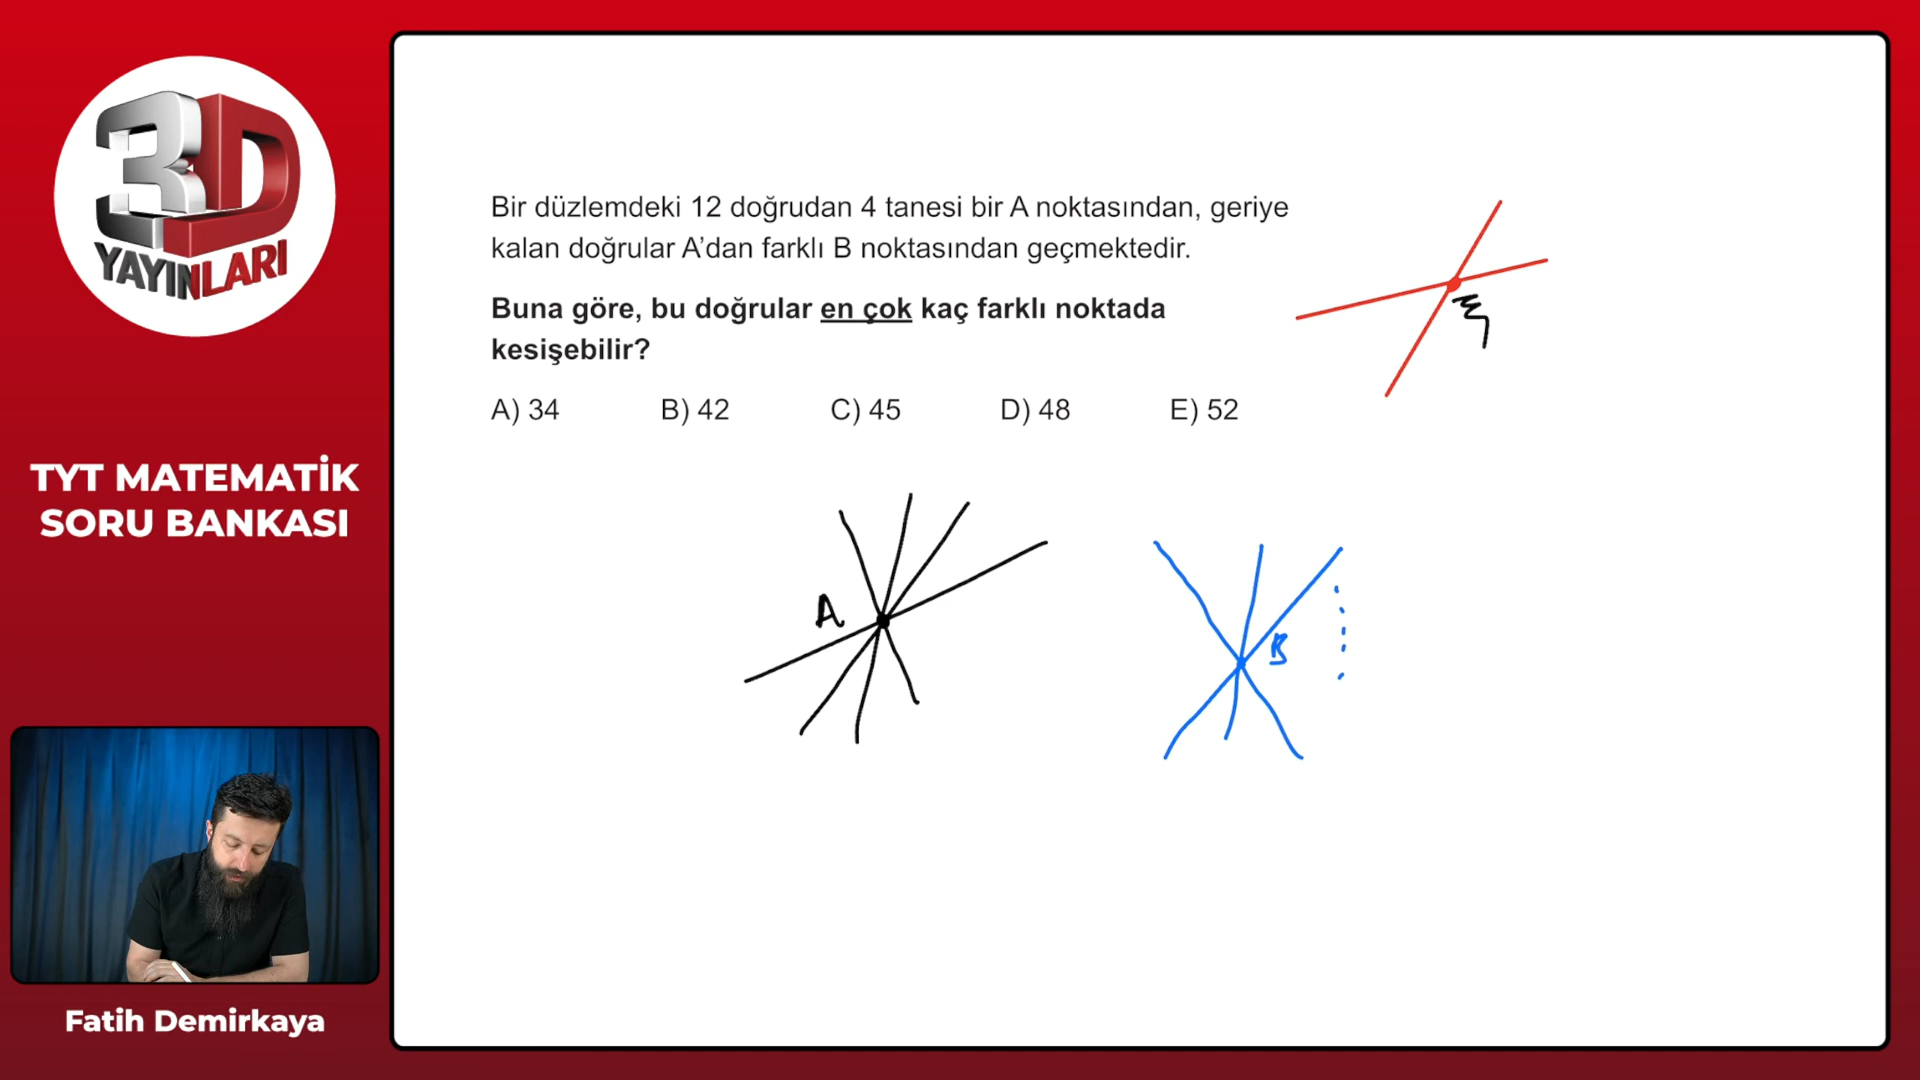 3D
YAYINLARI
TYT MATEMATİK
SORU BANKASI
Fatih Demirkaya
Bir düzlemdeki 12 doğrudan 4 tanesi bir A noktasından, geriye
kalan doğrular A’dan farklı B noktasından geçmektedir.
Buna göre, bu doğrular en çok kaç farklı noktada
kesişebilir?
A) 34 B) 42 C) 45 D) 48 E) 52
A
B